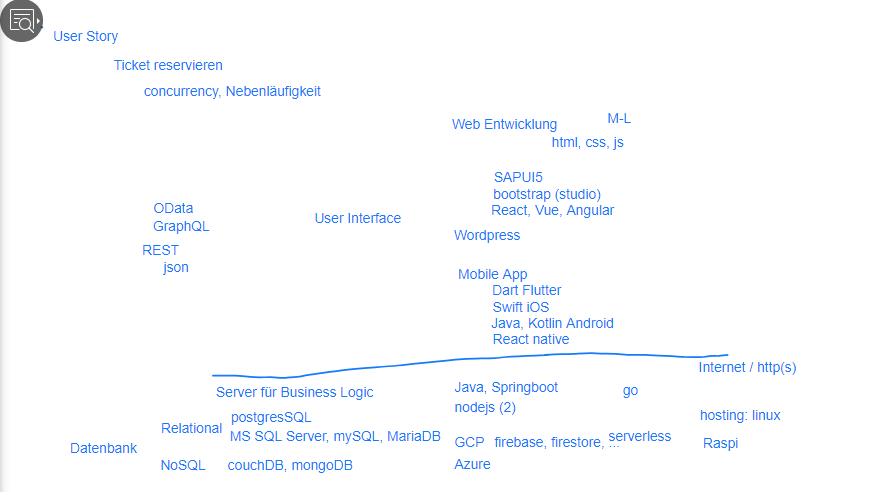 User Story
Ticket reservieren
concurrency, Nebenläufigkeit
Web Entwicklung
M-L
html, css, js
SAPUI5
bootstrap (studio)
React, Vue, Angular
OData
GraphQL
User Interface
Wordpress
REST
json
Mobile App
Dart Flutter
Swift iOS
Java, Kotlin Android
React native
Internet / http(s)
Server für Business Logic
Java, Springboot
go
nodejs (2)
hosting: linux
Relational
postgresSQL
MS SQL Server, mySQL, MariaDB
Datenbank
GCP
firebase, firestore, ...
serverless
Raspi
NoSQL
couchDB, mongoDB
Azure